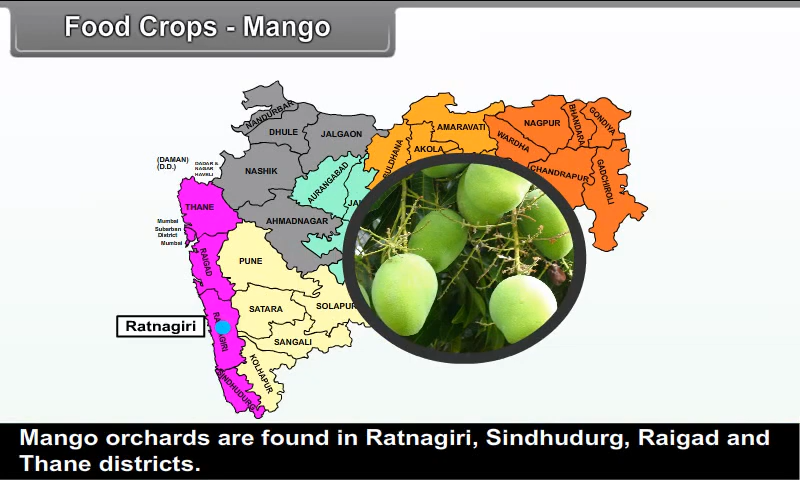 Food Crops - Mango
NANDURBAR
DHULE
JALGAON
AMARAVATI
NAGPUR
BHANDARA
GONDIYA
WARDHA
AKOLA
BULDHANA
(DAMAN)
(D.D.)
DADAR &
NAGAR
HAVELI
NASHIK
AURANGABAD
JAL
CHANDRAPUR
GADCHIROLI
THANE
AHMADNAGAR
Mumbai
Suburban
District
Mumbai
RAIGAD
PUNE
SATARA
SOLAPUR
Ratnagiri
SANGALI
KOLHAPUR
SINDHUDURG
Mango orchards are found in Ratnagiri, Sindhudurg, Raigad and
Thane districts.